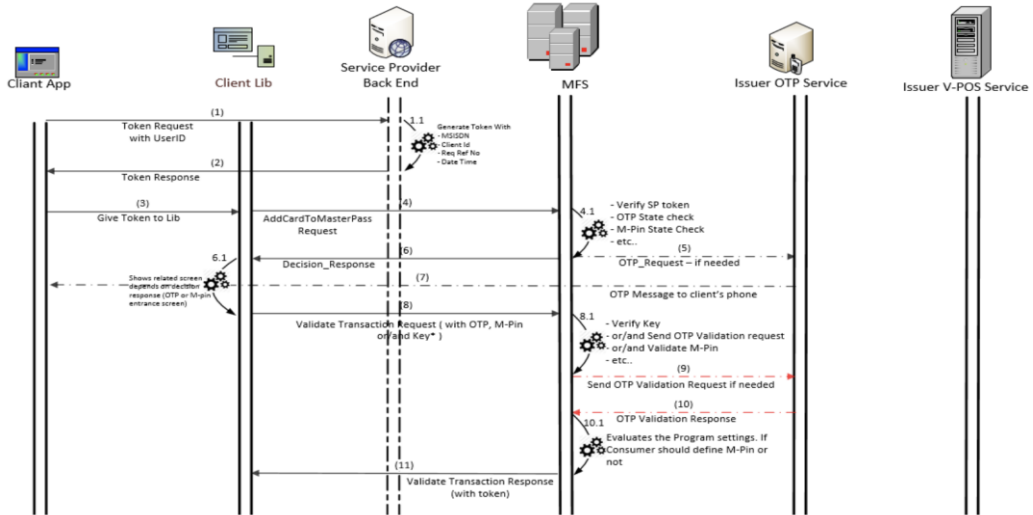 Cliant App
Client Lib
Service Provider
Back End
MFS
Issuer OTP Service
Issuer V-POS Service
(1)
Token Request
with UserID
1.1
Generate Token With
- MSISDN
- Client Id
- Req Ref No
- Date Time
(2)
Token Response
(3)
Give Token to Lib
(4)
AddCardToMasterPass
Request
4.1
- Verify SP token
- OTP State check
- M-Pin State Check
- etc..
(5)
OTP_Request – if needed
(6)
Decision_Response
6.1
Shows related screen
depends on decision
response (OTP or M-pin
entrance screen)
(7)
OTP Message to client's phone
(8)
Validate Transaction Request ( with OTP, M-Pin
or/and Key* )
8.1
- Verify Key
- or/and Send OTP Validation request
- or/and Validate M-Pin
- etc..
(9)
Send OTP Validation Request if needed
(10)
OTP Validation Response
10.1
Evaluates the Program settings. If
Consumer should define M-Pin or
not
(11)
Validate Transaction Response
(with token)